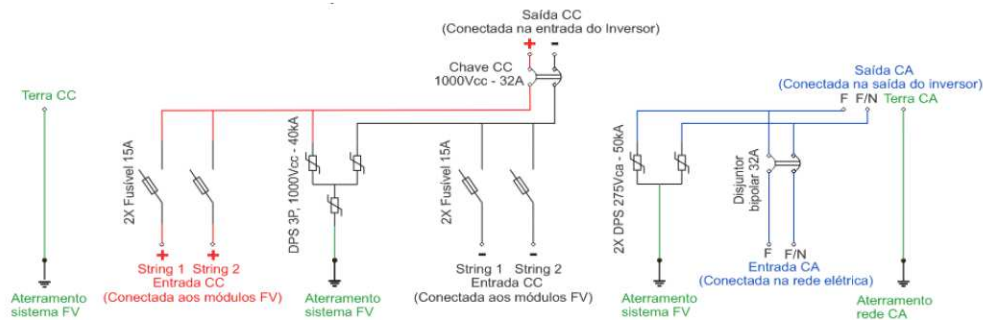 Saída CC
(Conectada na entrada do Inversor)
+ -
Chave CC
1000Vcc - 32A
Saída CA
(Conectada na saída do inversor)
F F/N
Terra CC
Terra CA
2X Fusível 15A
DPS 3P, 1000Vcc - 40kA
2X Fusível 15A
2X DPS 275Vca - 50kA
Disjuntor
bipolar 32A
+ +
String 1 String 2
Entrada CC
(Conectada aos módulos FV)
- -
String 1 String 2
Entrada CC
(Conectada aos módulos FV)
F F/N
Entrada CA
(Conectada na rede elétrica)
Aterramento
sistema FV
Aterramento
sistema FV
Aterramento
sistema FV
Aterramento
rede CA